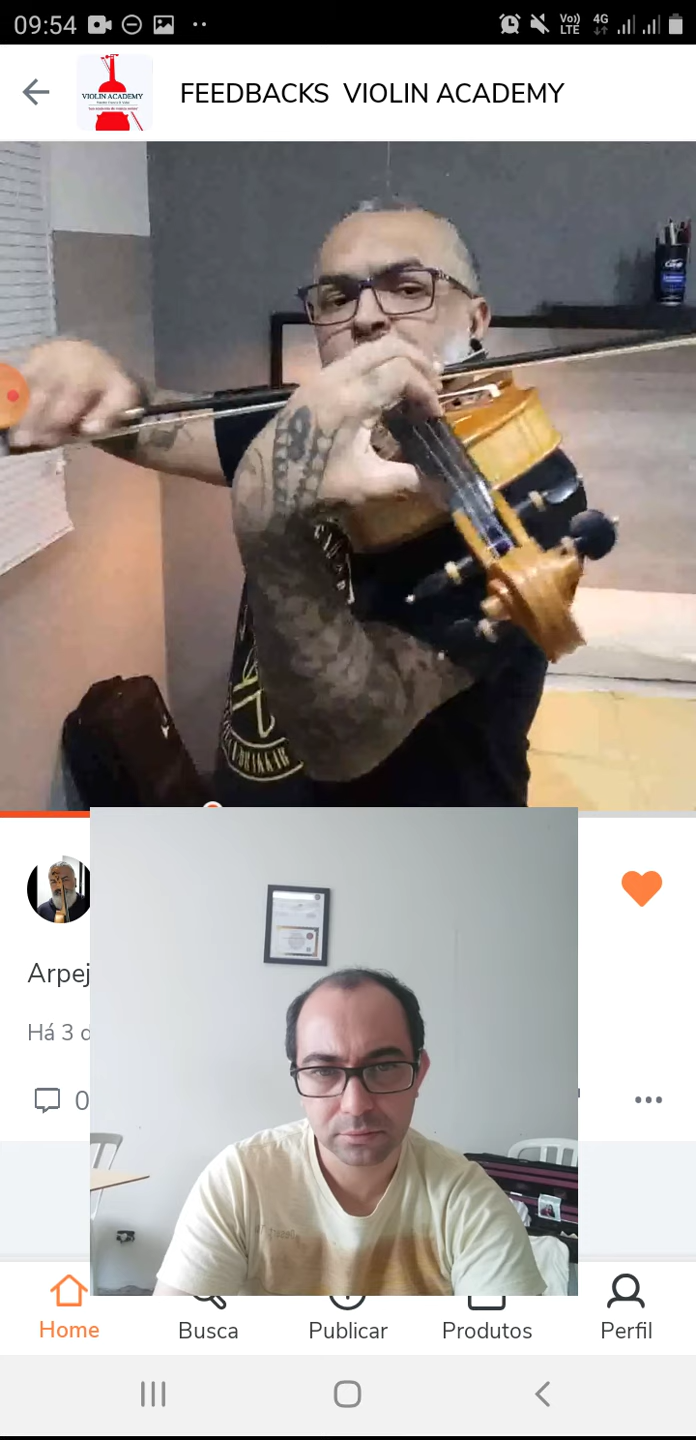 09:54
Vo))
LTE
4G
VIOLIN ACADEMY
FEEDBACKS VIOLIN ACADEMY
Arpej
Há 3 d
0
Home
Busca
Publicar
Produtos
Perfil